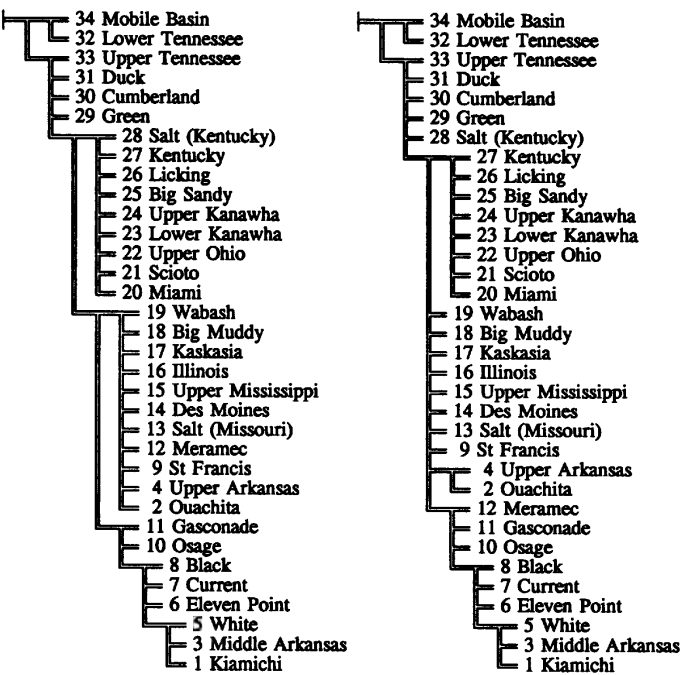 34 Mobile Basin
32 Lower Tennessee
33 Upper Tennessee
31 Duck
30 Cumberland
29 Green
28 Salt (Kentucky)
27 Kentucky
26 Licking
25 Big Sandy
24 Upper Kanawha
23 Lower Kanawha
22 Upper Ohio
21 Scioto
20 Miami
19 Wabash
18 Big Muddy
17 Kaskasia
16 Illinois
15 Upper Mississippi
14 Des Moines
13 Salt (Missouri)
12 Meramec
9 St Francis
4 Upper Arkansas
2 Ouachita
11 Gasconade
10 Osage
8 Black
7 Current
6 Eleven Point
5 White
3 Middle Arkansas
1 Kiamichi
34 Mobile Basin
32 Lower Tennessee
33 Upper Tennessee
31 Duck
30 Cumberland
29 Green
28 Salt (Kentucky)
27 Kentucky
26 Licking
25 Big Sandy
24 Upper Kanawha
23 Lower Kanawha
22 Upper Ohio
21 Scioto
20 Miami
19 Wabash
18 Big Muddy
17 Kaskasia
16 Illinois
15 Upper Mississippi
14 Des Moines
13 Salt (Missouri)
9 St Francis
4 Upper Arkansas
2 Ouachita
12 Meramec
11 Gasconade
10 Osage
8 Black
7 Current
6 Eleven Point
5 White
3 Middle Arkansas
1 Kiamichi